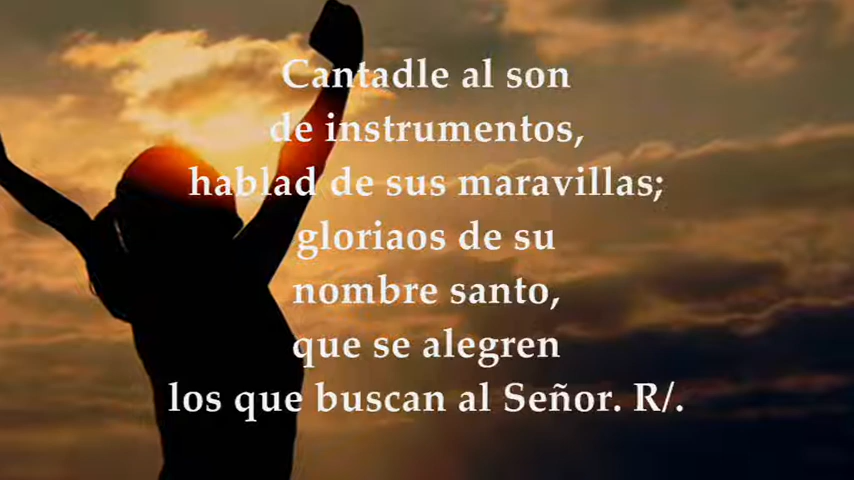 Cantadle al son
de instrumentos,
hablad de sus maravillas;
gloriaos de su
nombre santo,
que se alegren
los que buscan al Señor. R/.